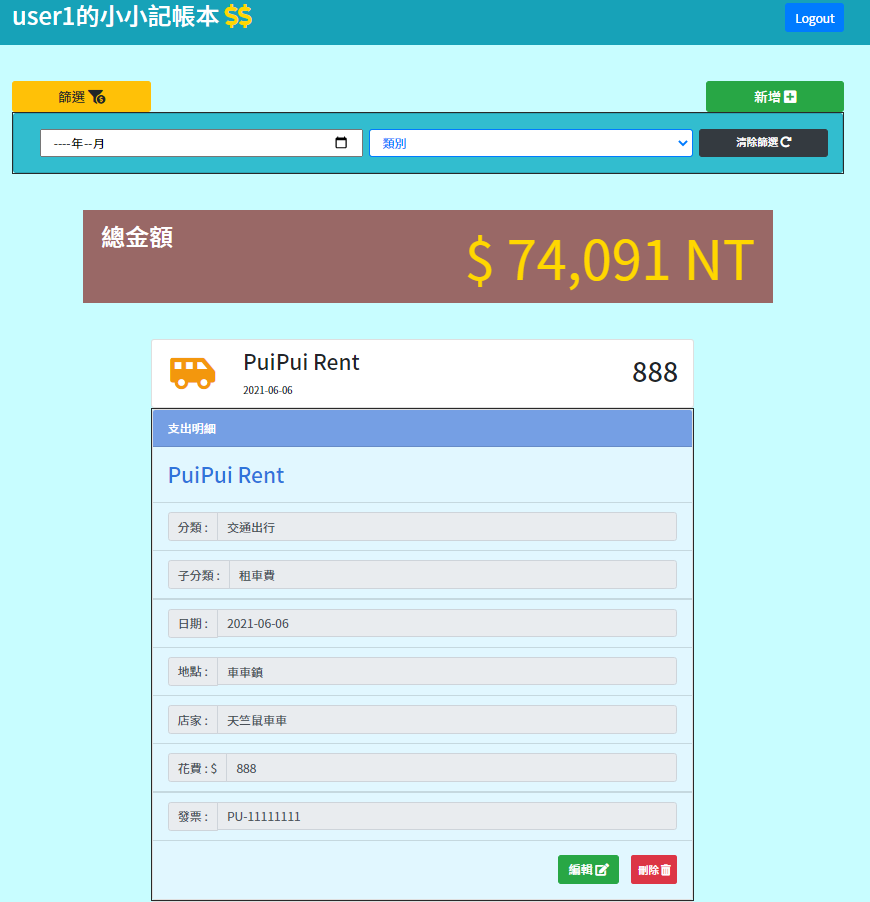 user1的小小記帳本 $$
Logout
篩選
新增
----年--月
類別
清除篩選
總金額
$ 74,091 NT
PuiPui Rent
2021-06-06
888
支出明細
PuiPui Rent
分類 : 交通出行
子分類 : 租車費
日期 : 2021-06-06
地點 : 車車鎮
店家 : 天竺鼠車車
花費 : $ 888
發票 : PU-11111111
編輯
刪除